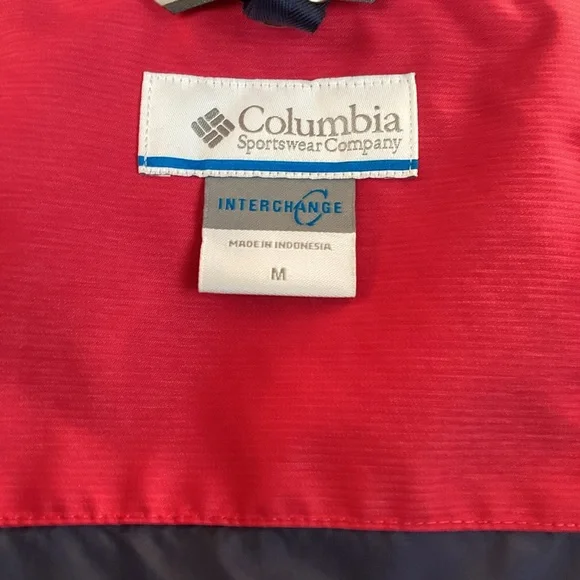 Columbia
Sportswear Company
INTERCHANGE
MADE IN INDONESIA
M